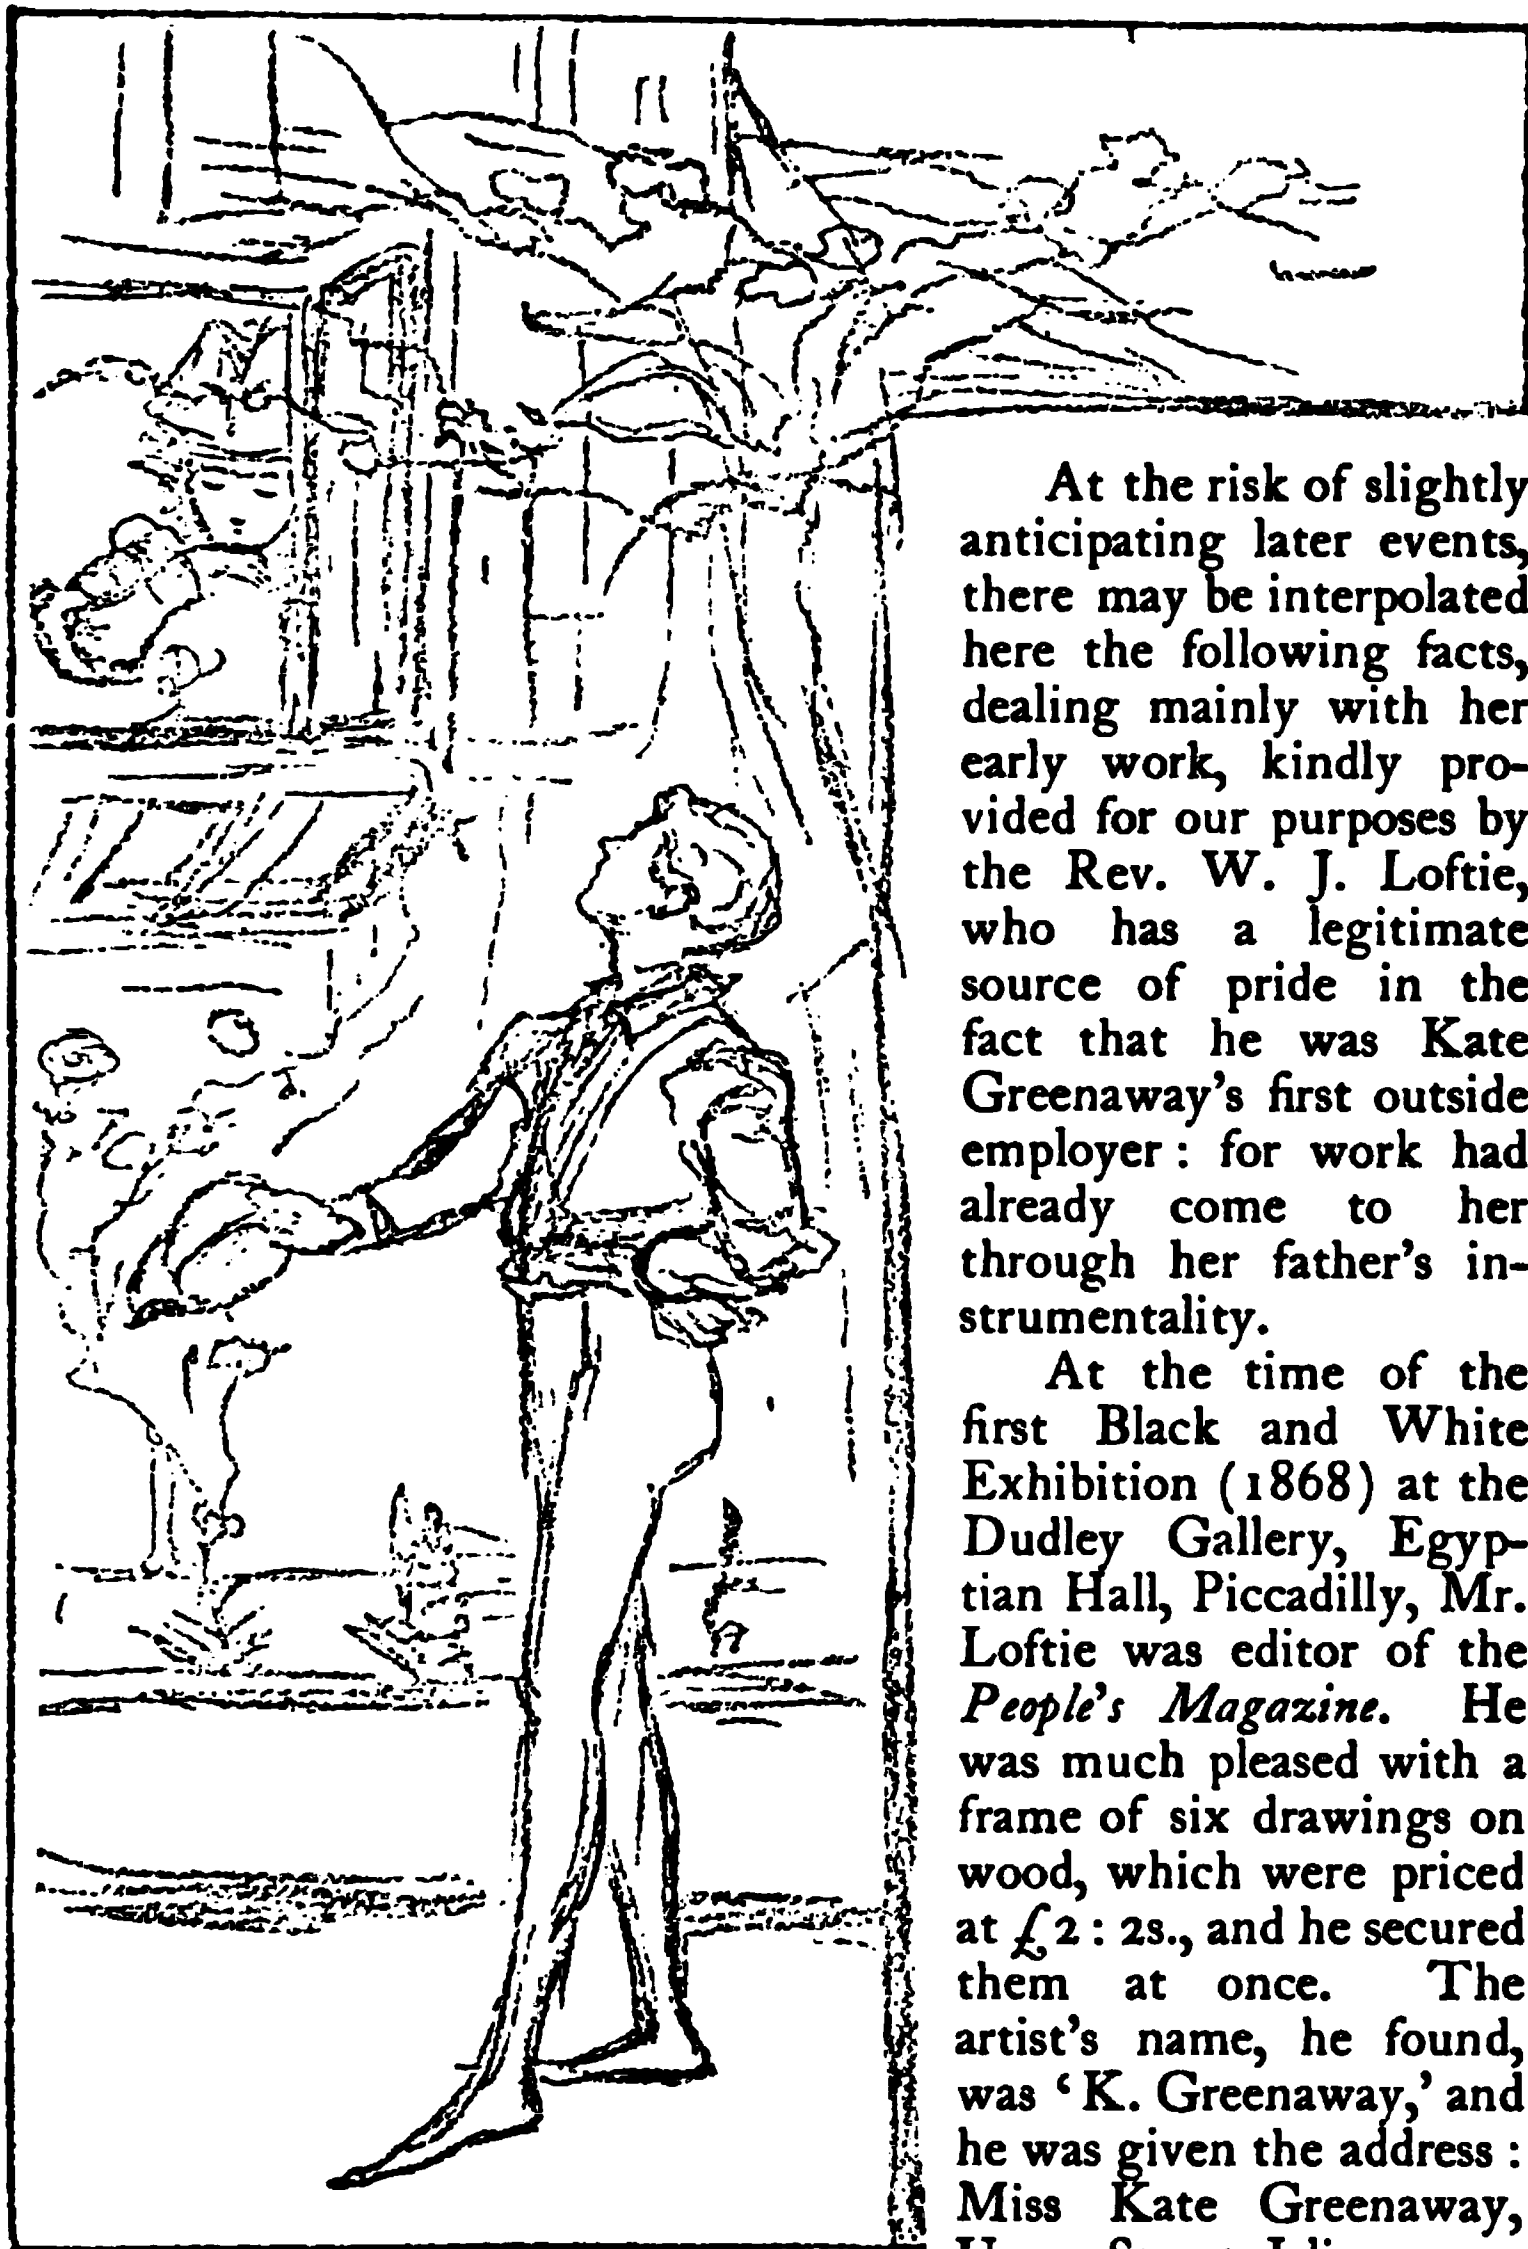 At the risk of slightly
anticipating later events,
there may be interpolated
here the following facts,
dealing mainly with her
early work, kindly pro-
vided for our purposes by
the Rev. W. J. Loftie,
who has a legitimate
source of pride in the
fact that he was Kate
Greenaway's first outside
employer : for work had
already come to her
through her father's in-
strumentality.
At the time of the
first Black and White
Exhibition (1868) at the
Dudley Gallery, Egyp-
tian Hall, Piccadilly, Mr.
Loftie was editor of the
People's Magazine. He
was much pleased with a
frame of six drawings on
wood, which were priced
at £2 : 2s., and he secured
them at once. The
artist's name, he found,
was ‘K. Greenaway,’ and
he was given the address :
Miss Kate Greenaway,